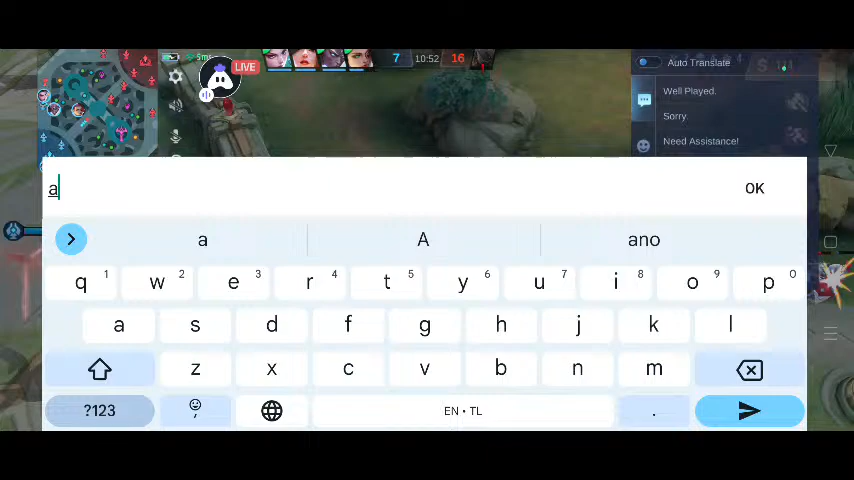 5ms
LIVE
7 10:52 16
Auto Translate
Well Played.
Sorry.
Need Assistance!
a OK
a A ano
q 1 w 2 e 3 r 4 t 5 y 6 u 7 i 8 o 9 p 0
a s d f g h j k l
z x c v b n m
?123 , EN • TL .